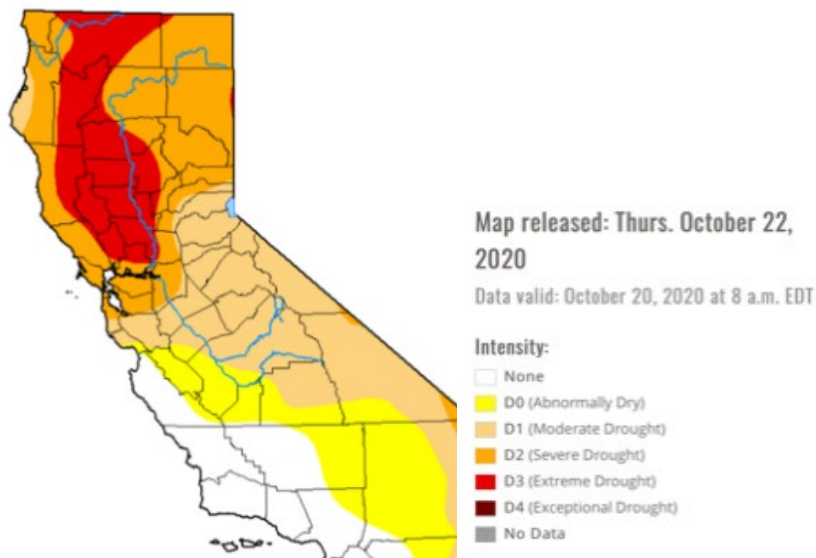 Map released: Thurs. October 22,
2020
Data valid: October 20, 2020 at 8 a.m. EDT
Intensity:
None
D0 (Abnormally Dry)
D1 (Moderate Drought)
D2 (Severe Drought)
D3 (Extreme Drought)
D4 (Exceptional Drought)
No Data